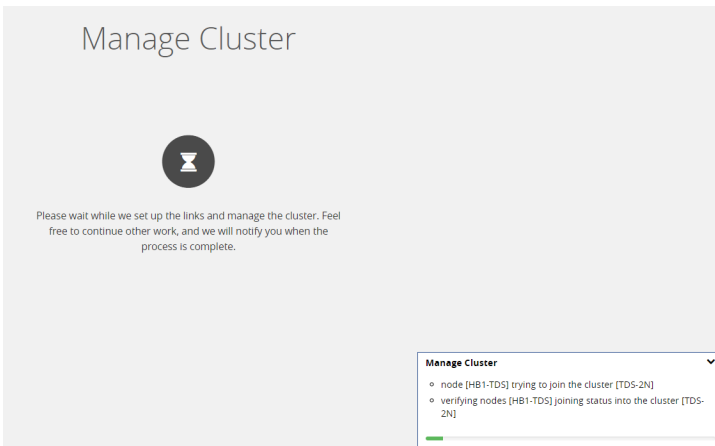 Manage Cluster
Please wait while we set up the links and manage the cluster. Feel
free to continue other work, and we will notify you when the
process is complete.
Manage Cluster
node [HB1-TDS] trying to join the cluster [TDS-2N]
verifying nodes [HB1-TDS] joining status into the cluster [TDS-
2N]